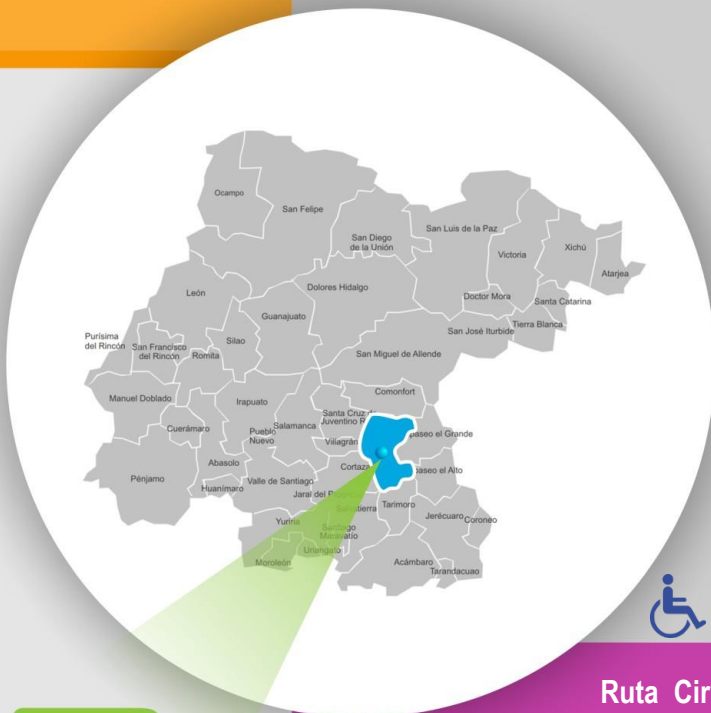 Ocampo
San Felipe
San Diego
de la Unión
San Luis de la Paz
Victoria
Xichú
Atarjea
León
Dolores Hidalgo
Doctor Mora
Santa Catarina
Guanajuato
Tierra Blanca
San José Iturbide
Purísima
del Rincón
San Francisco
del Rincón
Romita
Silao
San Miguel de Allende
Comonfort
Manuel Doblado
Irapuato
Santa Cruz de
Juventino R
Cuerámaro
Pueblo
Nuevo
Salamanca
Villagrán
paseo el Grande
Abasolo
Cortaza
paseo el Alto
Pénjamo
Huanímaro
Valle de Santiago
Jaral del
Tarimoro
Jerécuaro
Coroneo
Yuriria
Moroleón
Uriangato
Acámbaro
Tarandacuao
Ruta Cir